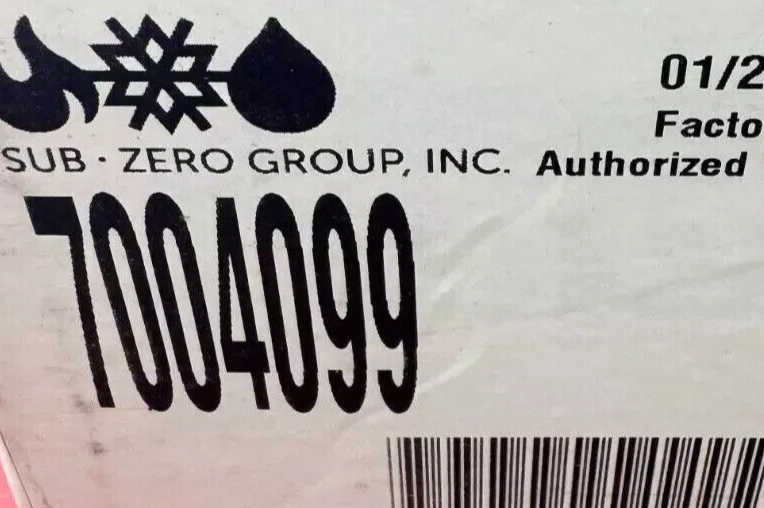 01/2
Facto
SUB · ZERO GROUP, INC. Authorized
7004099